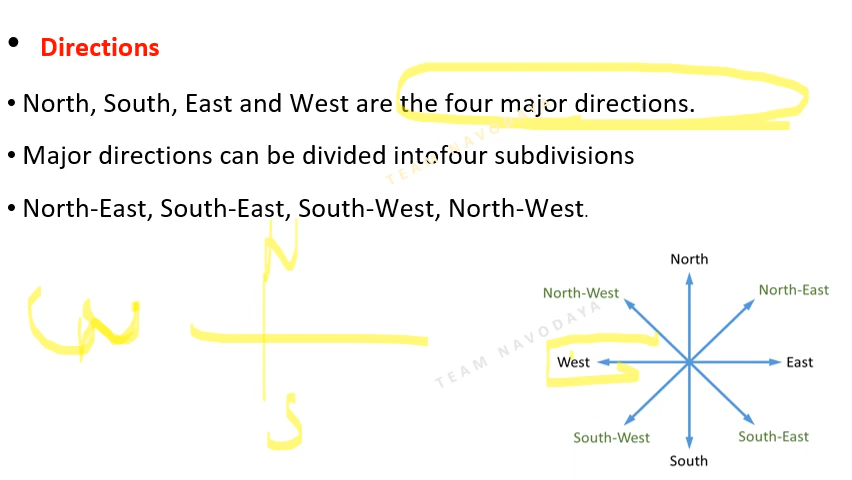 • Directions
• North, South, East and West are the four major directions.
• Major directions can be divided intofour subdivisions
• North-East, South-East, South-West, North-West.
TEAM NAVODAYA
N
S
North
North-West
North-East
TEAM NAVODAYA
West
East
South-West
South-East
South